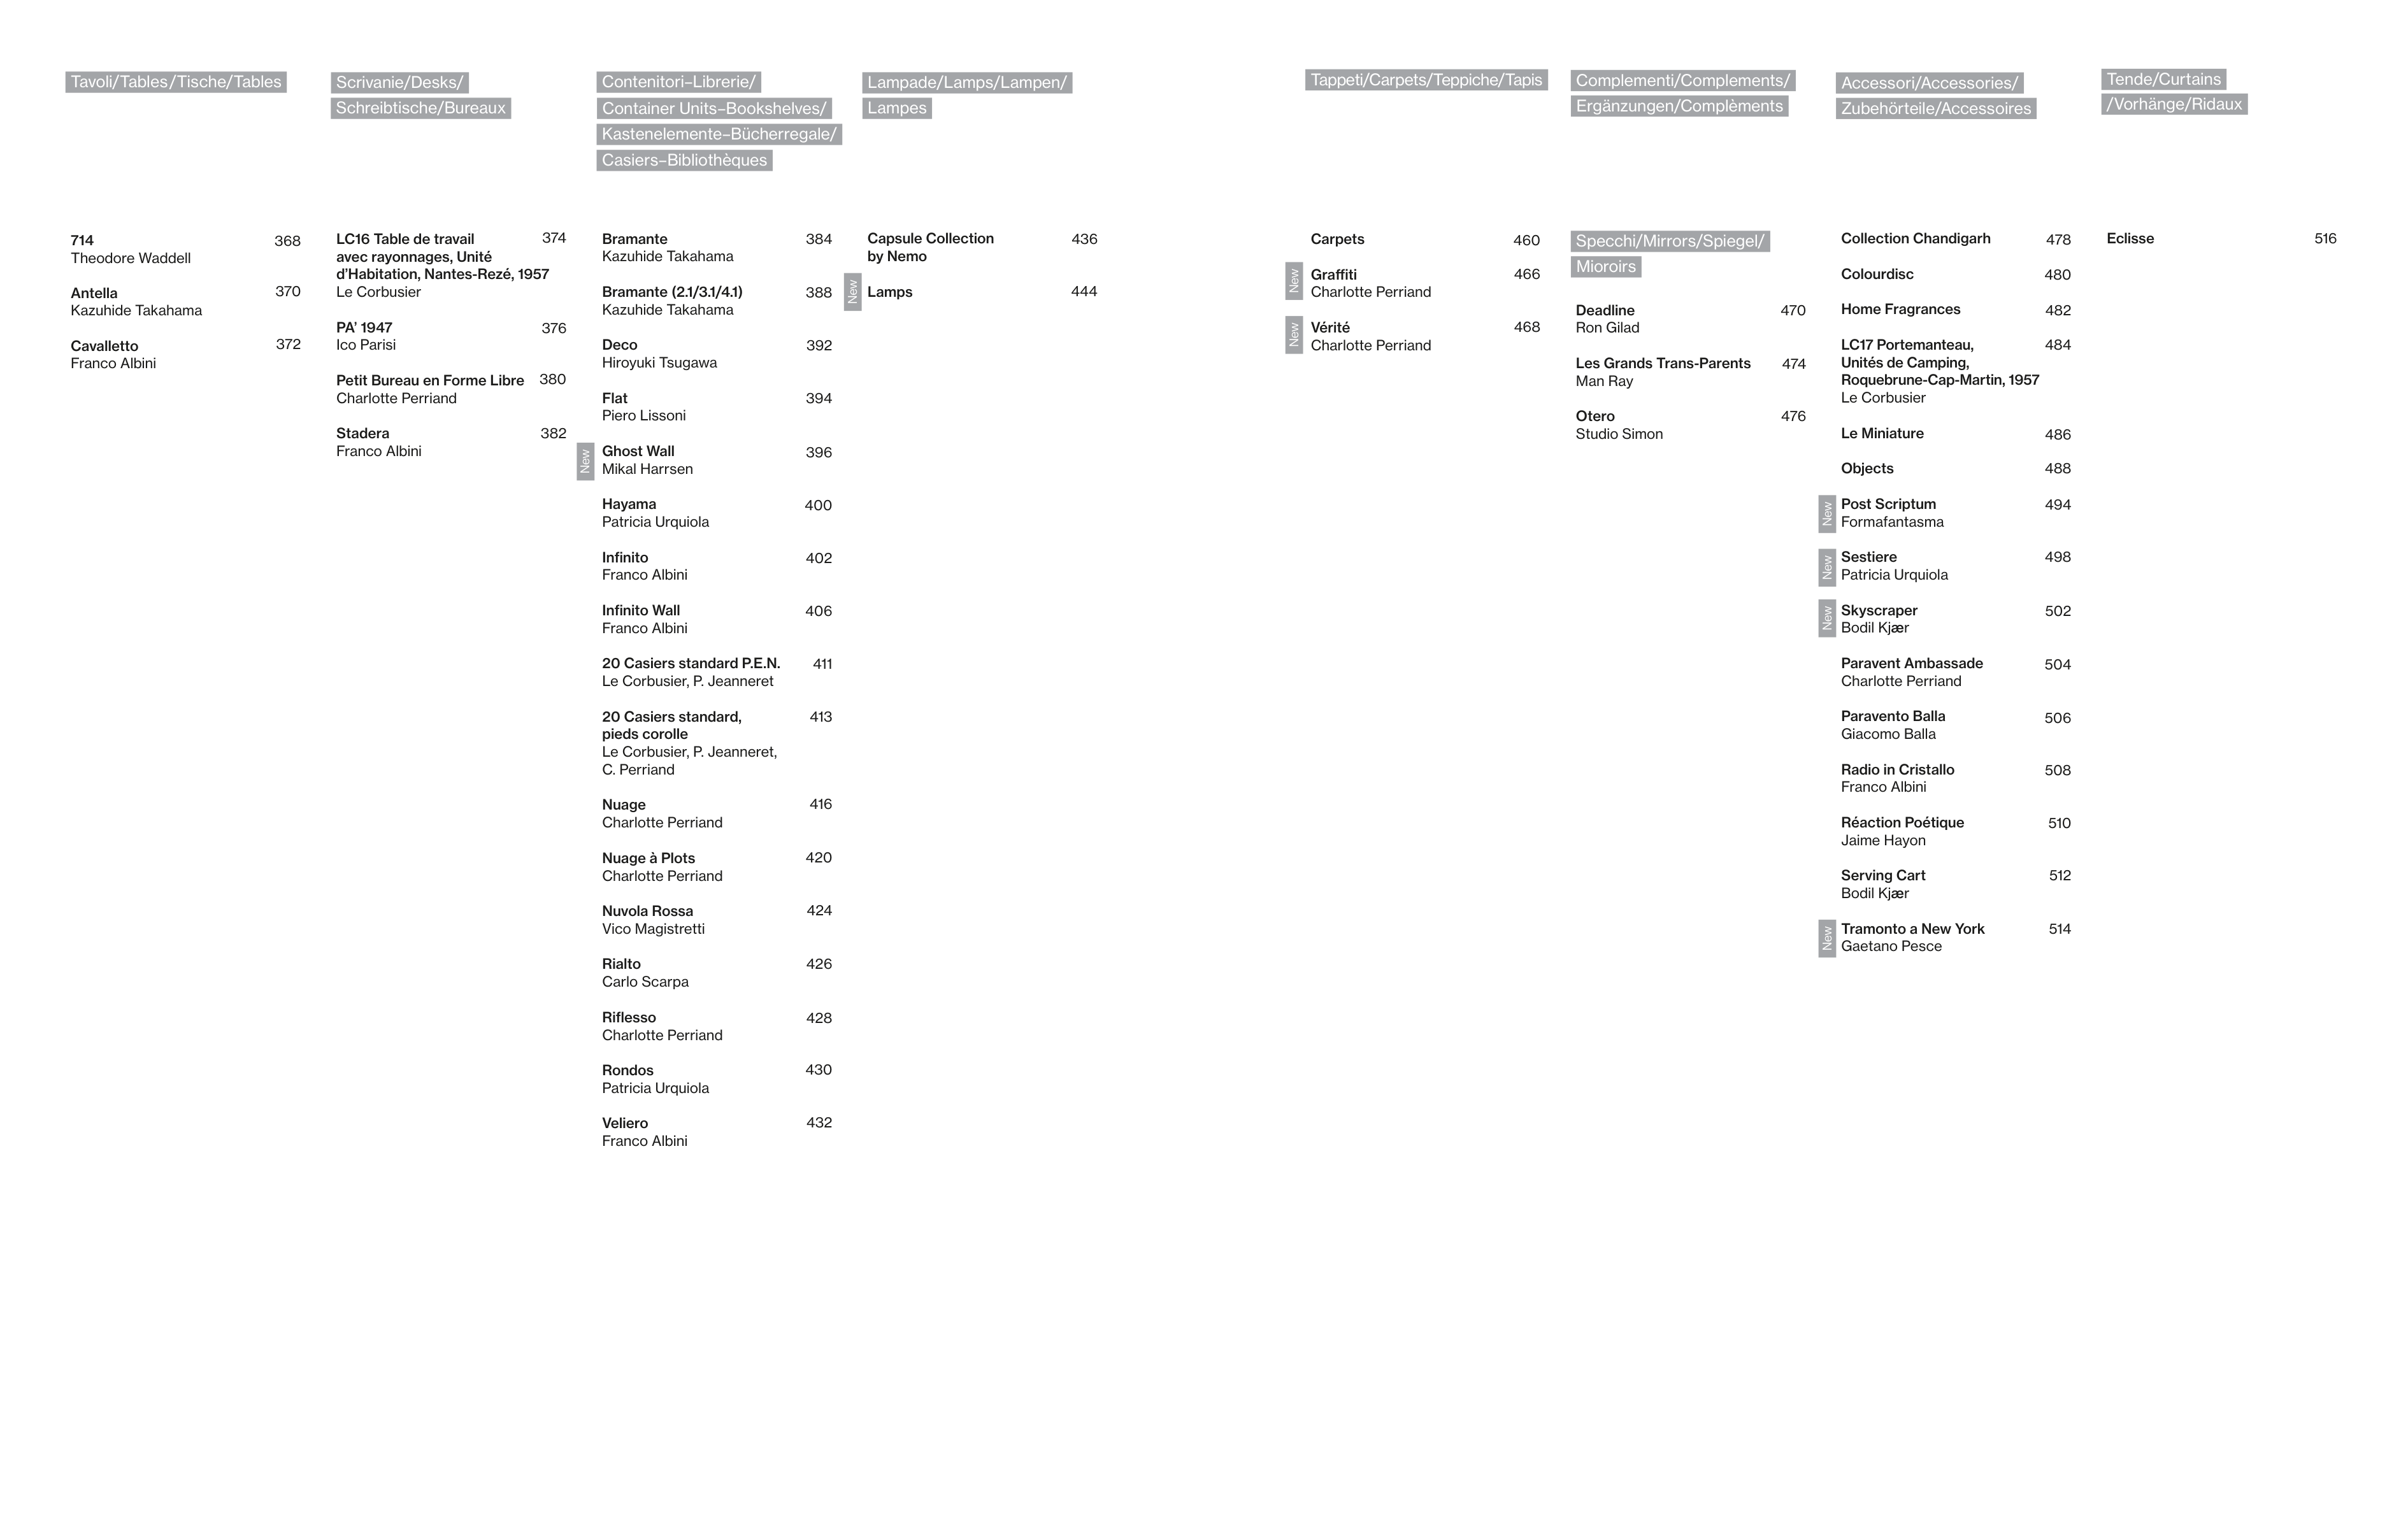 Tavoli/Tables/Tische/Tables
714 368
Theodore Waddell
Antella 370
Kazuhide Takahama
Cavalletto 372
Franco Albini
Scrivanie/Desks/
Schreibtische/Bureaux
LC16 Table de travail 374
avec rayonnages, Unité
d'Habitation, Nantes-Rezé, 1957
Le Corbusier
PA' 1947 376
Ico Parisi
Petit Bureau en Forme Libre 380
Charlotte Perriand
Stadera 382
Franco Albini
Contenitori–Librerie/
Container Units–Bookshelves/
Kastenelemente–Bücherregale/
Casiers–Bibliothèques
Bramante 384
Kazuhide Takahama
Bramante (2.1/3.1/4.1) 388
Kazuhide Takahama
Deco 392
Hiroyuki Tsugawa
Flat 394
Piero Lissoni
New
Ghost Wall 396
Mikal Harrsen
Hayama 400
Patricia Urquiola
Infinito 402
Franco Albini
Infinito Wall 406
Franco Albini
20 Casiers standard P.E.N. 411
Le Corbusier, P. Jeanneret
20 Casiers standard, 413
pieds corolle
Le Corbusier, P. Jeanneret,
C. Perriand
Nuage 416
Charlotte Perriand
Nuage à Plots 420
Charlotte Perriand
Nuvola Rossa 424
Vico Magistretti
Rialto 426
Carlo Scarpa
Riflesso 428
Charlotte Perriand
Rondos 430
Patricia Urquiola
Veliero 432
Franco Albini
Lampade/Lamps/Lampen/
Lampes
Capsule Collection 436
by Nemo
New
Lamps 444
Tappeti/Carpets/Teppiche/Tapis
Carpets 460
New
Graffiti 466
Charlotte Perriand
New
Vérité 468
Charlotte Perriand
Complementi/Complements/
Ergänzungen/Complèments
Specchi/Mirrors/Spiegel/
Mioroirs
Deadline 470
Ron Gilad
Les Grands Trans-Parents 474
Man Ray
Otero 476
Studio Simon
Accessori/Accessories/
Zubehörteile/Accessoires
Collection Chandigarh 478
Colourdisc 480
Home Fragrances 482
LC17 Portemanteau, 484
Unités de Camping,
Roquebrune-Cap-Martin, 1957
Le Corbusier
Le Miniature 486
Objects 488
New
Post Scriptum 494
Formafantasma
New
Sestiere 498
Patricia Urquiola
New
Skyscraper 502
Bodil Kjær
Paravent Ambassade 504
Charlotte Perriand
Paravento Balla 506
Giacomo Balla
Radio in Cristallo 508
Franco Albini
Réaction Poétique 510
Jaime Hayon
Serving Cart 512
Bodil Kjær
New
Tramonto a New York 514
Gaetano Pesce
Tende/Curtains
/Vorhänge/Ridaux
Eclisse 516